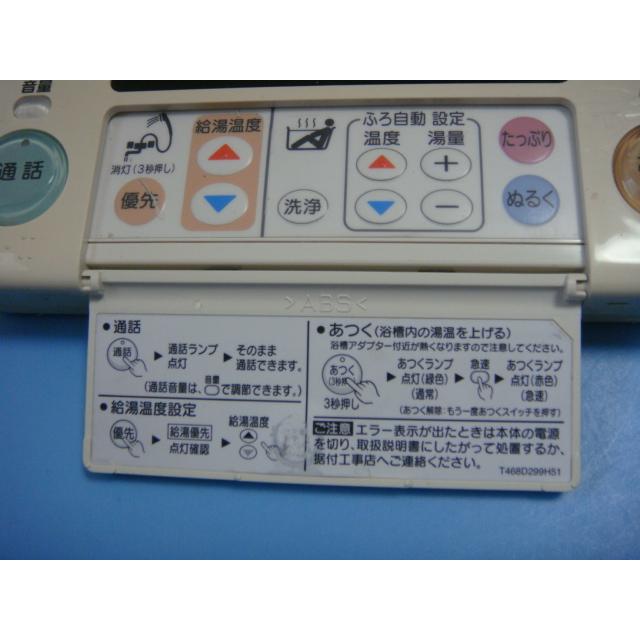 音量
通話
消灯(3秒押し)
優先
給湯温度
洗浄
ふろ自動 設定
温度 湯量
たっぷり
ぬるく
>ABS<
●通話
通話 ▶ 通話ランプ点灯 ▶ そのまま通話できます。
(通話音量は、音量で調節できます。)
●給湯温度設定
優先 ▶ 給湯優先点灯確認 ▶ 給湯温度
●あつく(浴槽内の湯温を上げる)
浴槽アダプター付近が熱くなりますので注意してください。
あつく(3秒押) 3秒押し ▶ あつくランプ点灯(緑色)(通常) ▶ 急速 ▶ あつくランプ点灯(赤色)(急速)
(あつく解除:もう一度あつくスイッチを押す)
ご注意 エラー表示が出たときは本体の電源
を切り、取扱説明書にしたがって処置するか、
据付工事店へご連絡ください。
T468D299H51